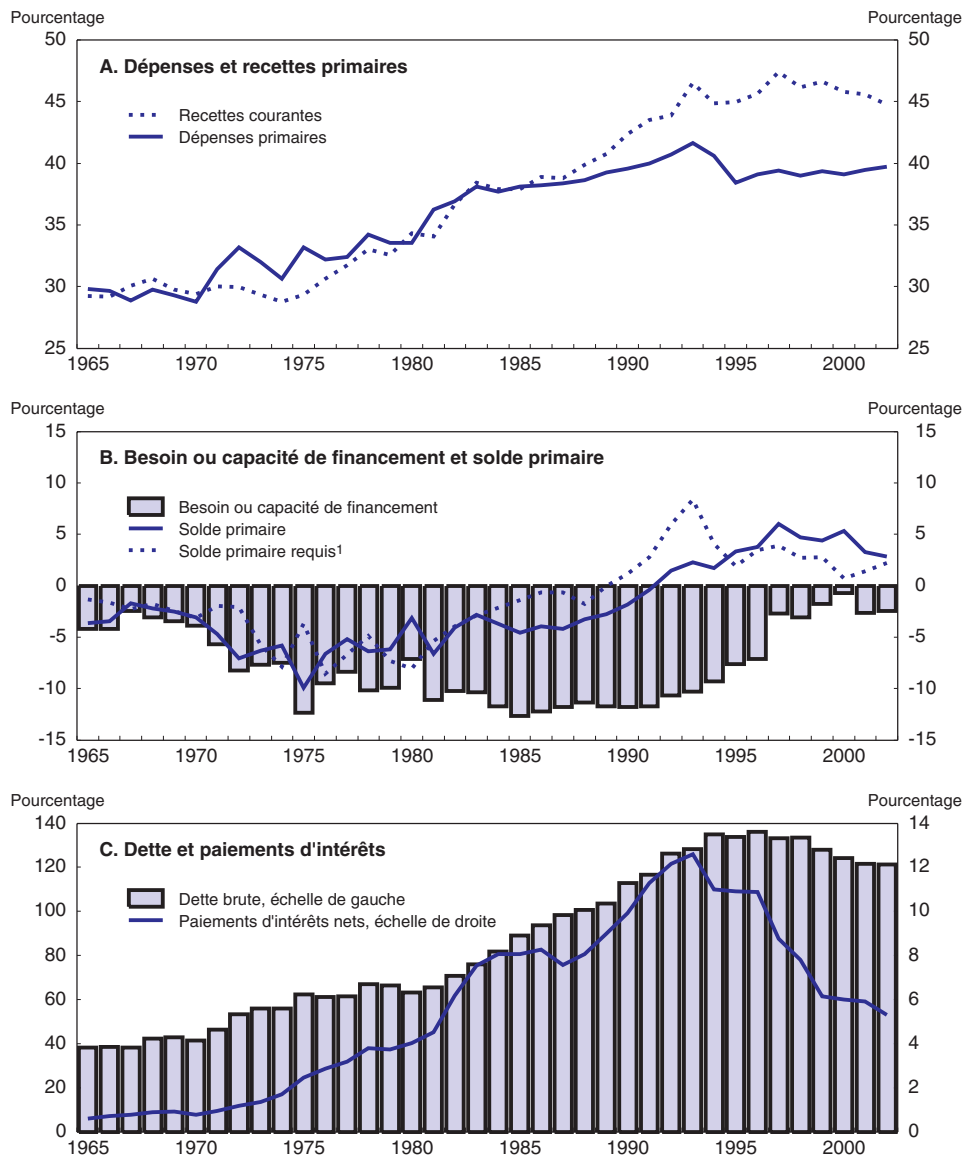 Pourcentage Pourcentage
50 50
A. Dépenses et recettes primaires
45 45
Recettes courantes
Dépenses primaires
40 40
35 35
30 30
25 25
1965 1970 1975 1980 1985 1990 1995 2000
Pourcentage Pourcentage
15 15
B. Besoin ou capacité de financement et solde primaire
10 10
Besoin ou capacité de financement
5 5
Solde primaire
Solde primaire requis1
0 0
-5 -5
-10 -10
-15 -15
1965 1970 1975 1980 1985 1990 1995 2000
Pourcentage Pourcentage
140 14
C. Dette et paiements d'intérêts
120 12
Dette brute, échelle de gauche
100 10
Paiements d'intérêts nets, échelle de droite
80 8
60 6
40 4
20 2
0 0
1965 1970 1975 1980 1985 1990 1995 2000